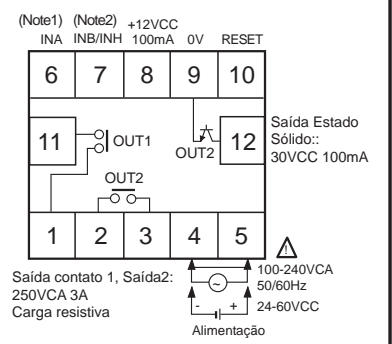 (Note1) (Note2) +12VCC
INA INB/INH 100mA 0V RESET
6 7 8 9 10
11 OUT1 OUT2 12
OUT2
Saída Estado
Sólido::
30VCC 100mA
1 2 3 4 5
Saída contato 1, Saída2:
250VCA 3A
Carga resistiva
100-240VCA
50/60Hz
- + 24-60VCC
Alimentação